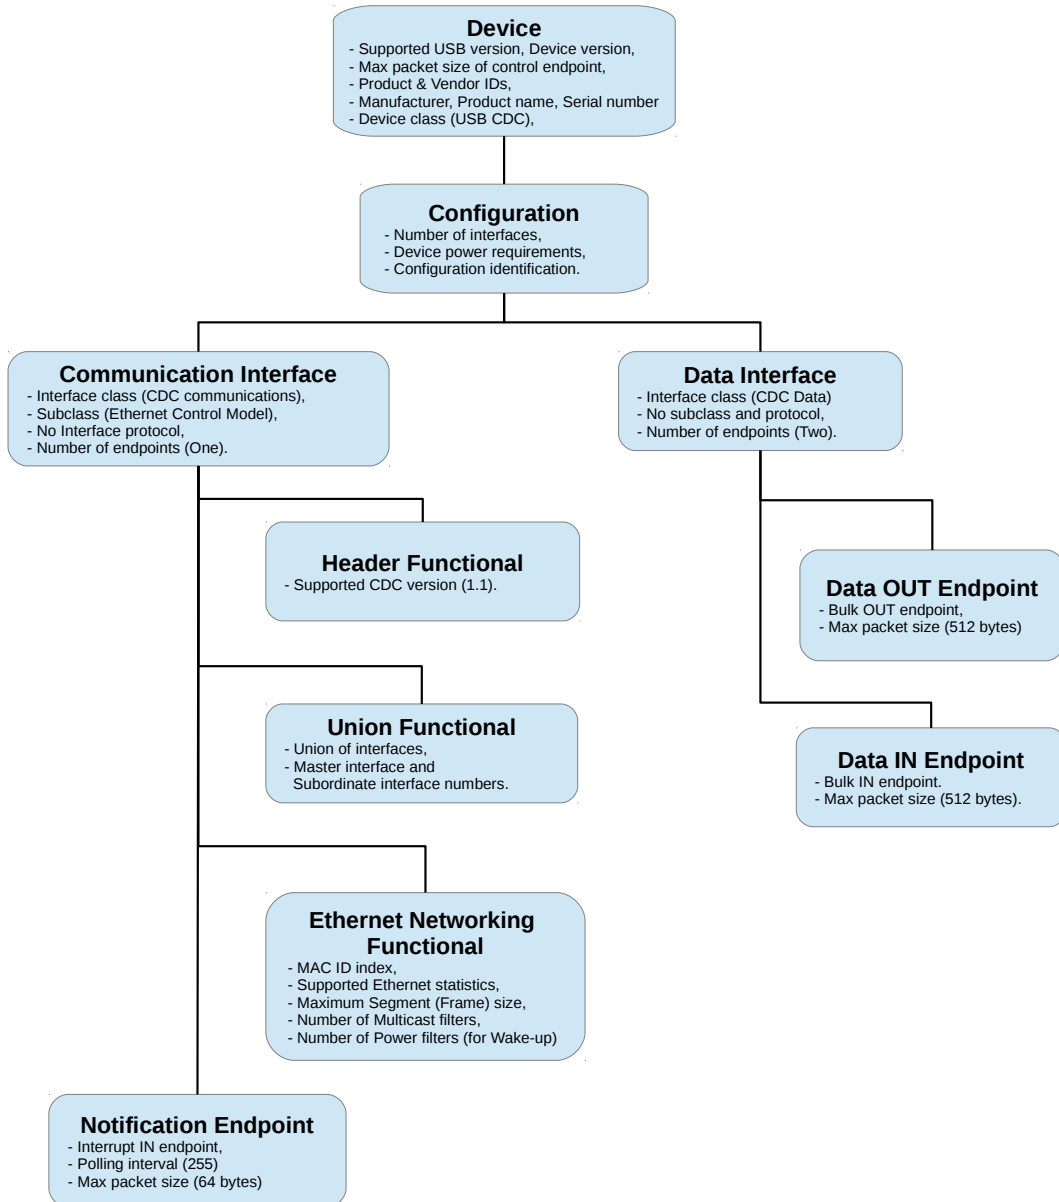 Device
- Supported USB version, Device version,
- Max packet size of control endpoint,
- Product & Vendor IDs,
- Manufacturer, Product name, Serial number
- Device class (USB CDC),
Configuration
- Number of interfaces,
- Device power requirements,
- Configuration identification.
Communication Interface
- Interface class (CDC communications),
- Subclass (Ethernet Control Model),
- No Interface protocol,
- Number of endpoints (One).
Data Interface
- Interface class (CDC Data)
- No subclass and protocol,
- Number of endpoints (Two).
Header Functional
- Supported CDC version (1.1).
Data OUT Endpoint
- Bulk OUT endpoint,
- Max packet size (512 bytes)
Union Functional
- Union of interfaces,
- Master interface and
Subordinate interface numbers.
Data IN Endpoint
- Bulk IN endpoint.
- Max packet size (512 bytes).
Ethernet Networking
Functional
- MAC ID index,
- Supported Ethernet statistics,
- Maximum Segment (Frame) size,
- Number of Multicast filters,
- Number of Power filters (for Wake-up)
Notification Endpoint
- Interrupt IN endpoint,
- Polling interval (255)
- Max packet size (64 bytes)